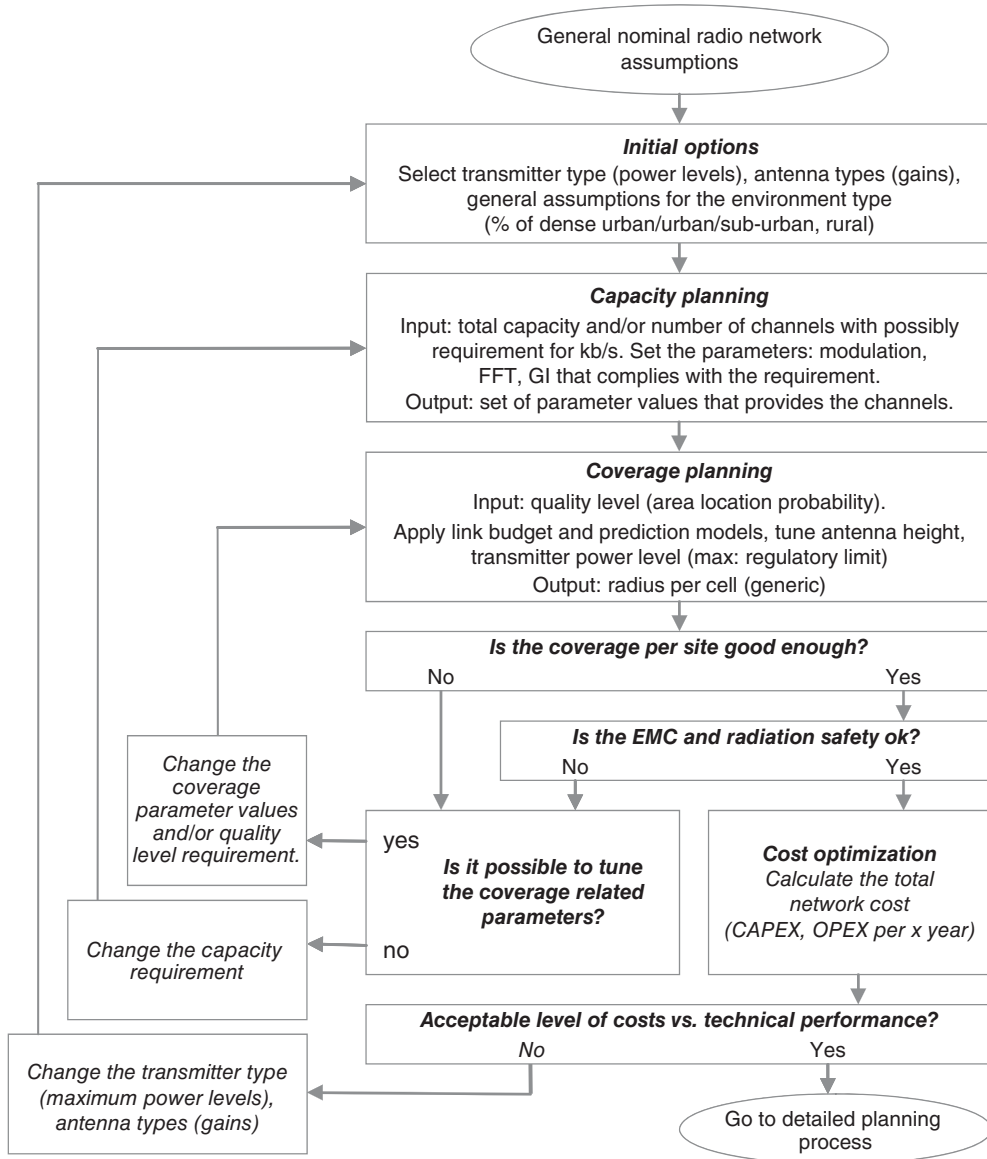 General nominal radio network
assumptions
Initial options
Select transmitter type (power levels), antenna types (gains),
general assumptions for the environment type
(% of dense urban/urban/sub-urban, rural)
Capacity planning
Input: total capacity and/or number of channels with possibly
requirement for kb/s. Set the parameters: modulation,
FFT, GI that complies with the requirement.
Output: set of parameter values that provides the channels.
Coverage planning
Input: quality level (area location probability).
Apply link budget and prediction models, tune antenna height,
transmitter power level (max: regulatory limit)
Output: radius per cell (generic)
Is the coverage per site good enough?
No
Yes
Is the EMC and radiation safety ok?
No
Yes
Change the
coverage
parameter values
and/or quality
level requirement.
yes
Is it possible to tune
the coverage related
parameters?
no
Cost optimization
Calculate the total
network cost
(CAPEX, OPEX per x year)
Change the capacity
requirement
Acceptable level of costs vs. technical performance?
No
Yes
Change the transmitter type
(maximum power levels),
antenna types (gains)
Go to detailed planning
process